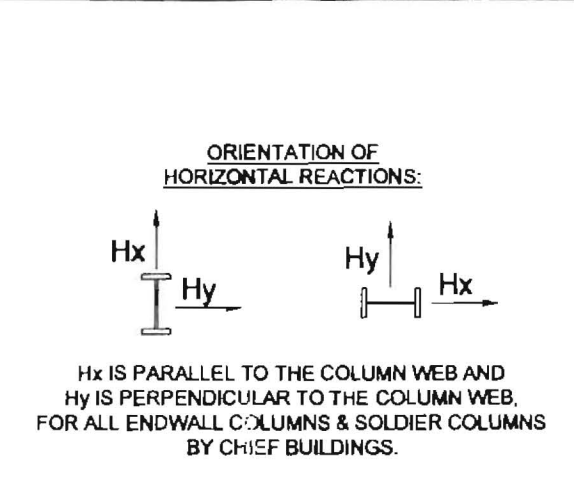 ORIENTATION OF
HORIZONTAL REACTIONS:
Hx
Hy
Hy
Hx
Hx IS PARALLEL TO THE COLUMN WEB AND
Hy IS PERPENDICULAR TO THE COLUMN WEB,
FOR ALL ENDWALL COLUMNS & SOLDIER COLUMNS
BY CHIEF BUILDINGS.